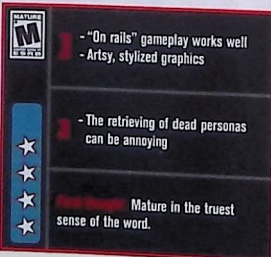 MATURE
M
ESRB
- "On rails" gameplay works well
- Artsy, stylized graphics
- The retrieving of dead personas
can be annoying
Mature in the truest
sense of the word.